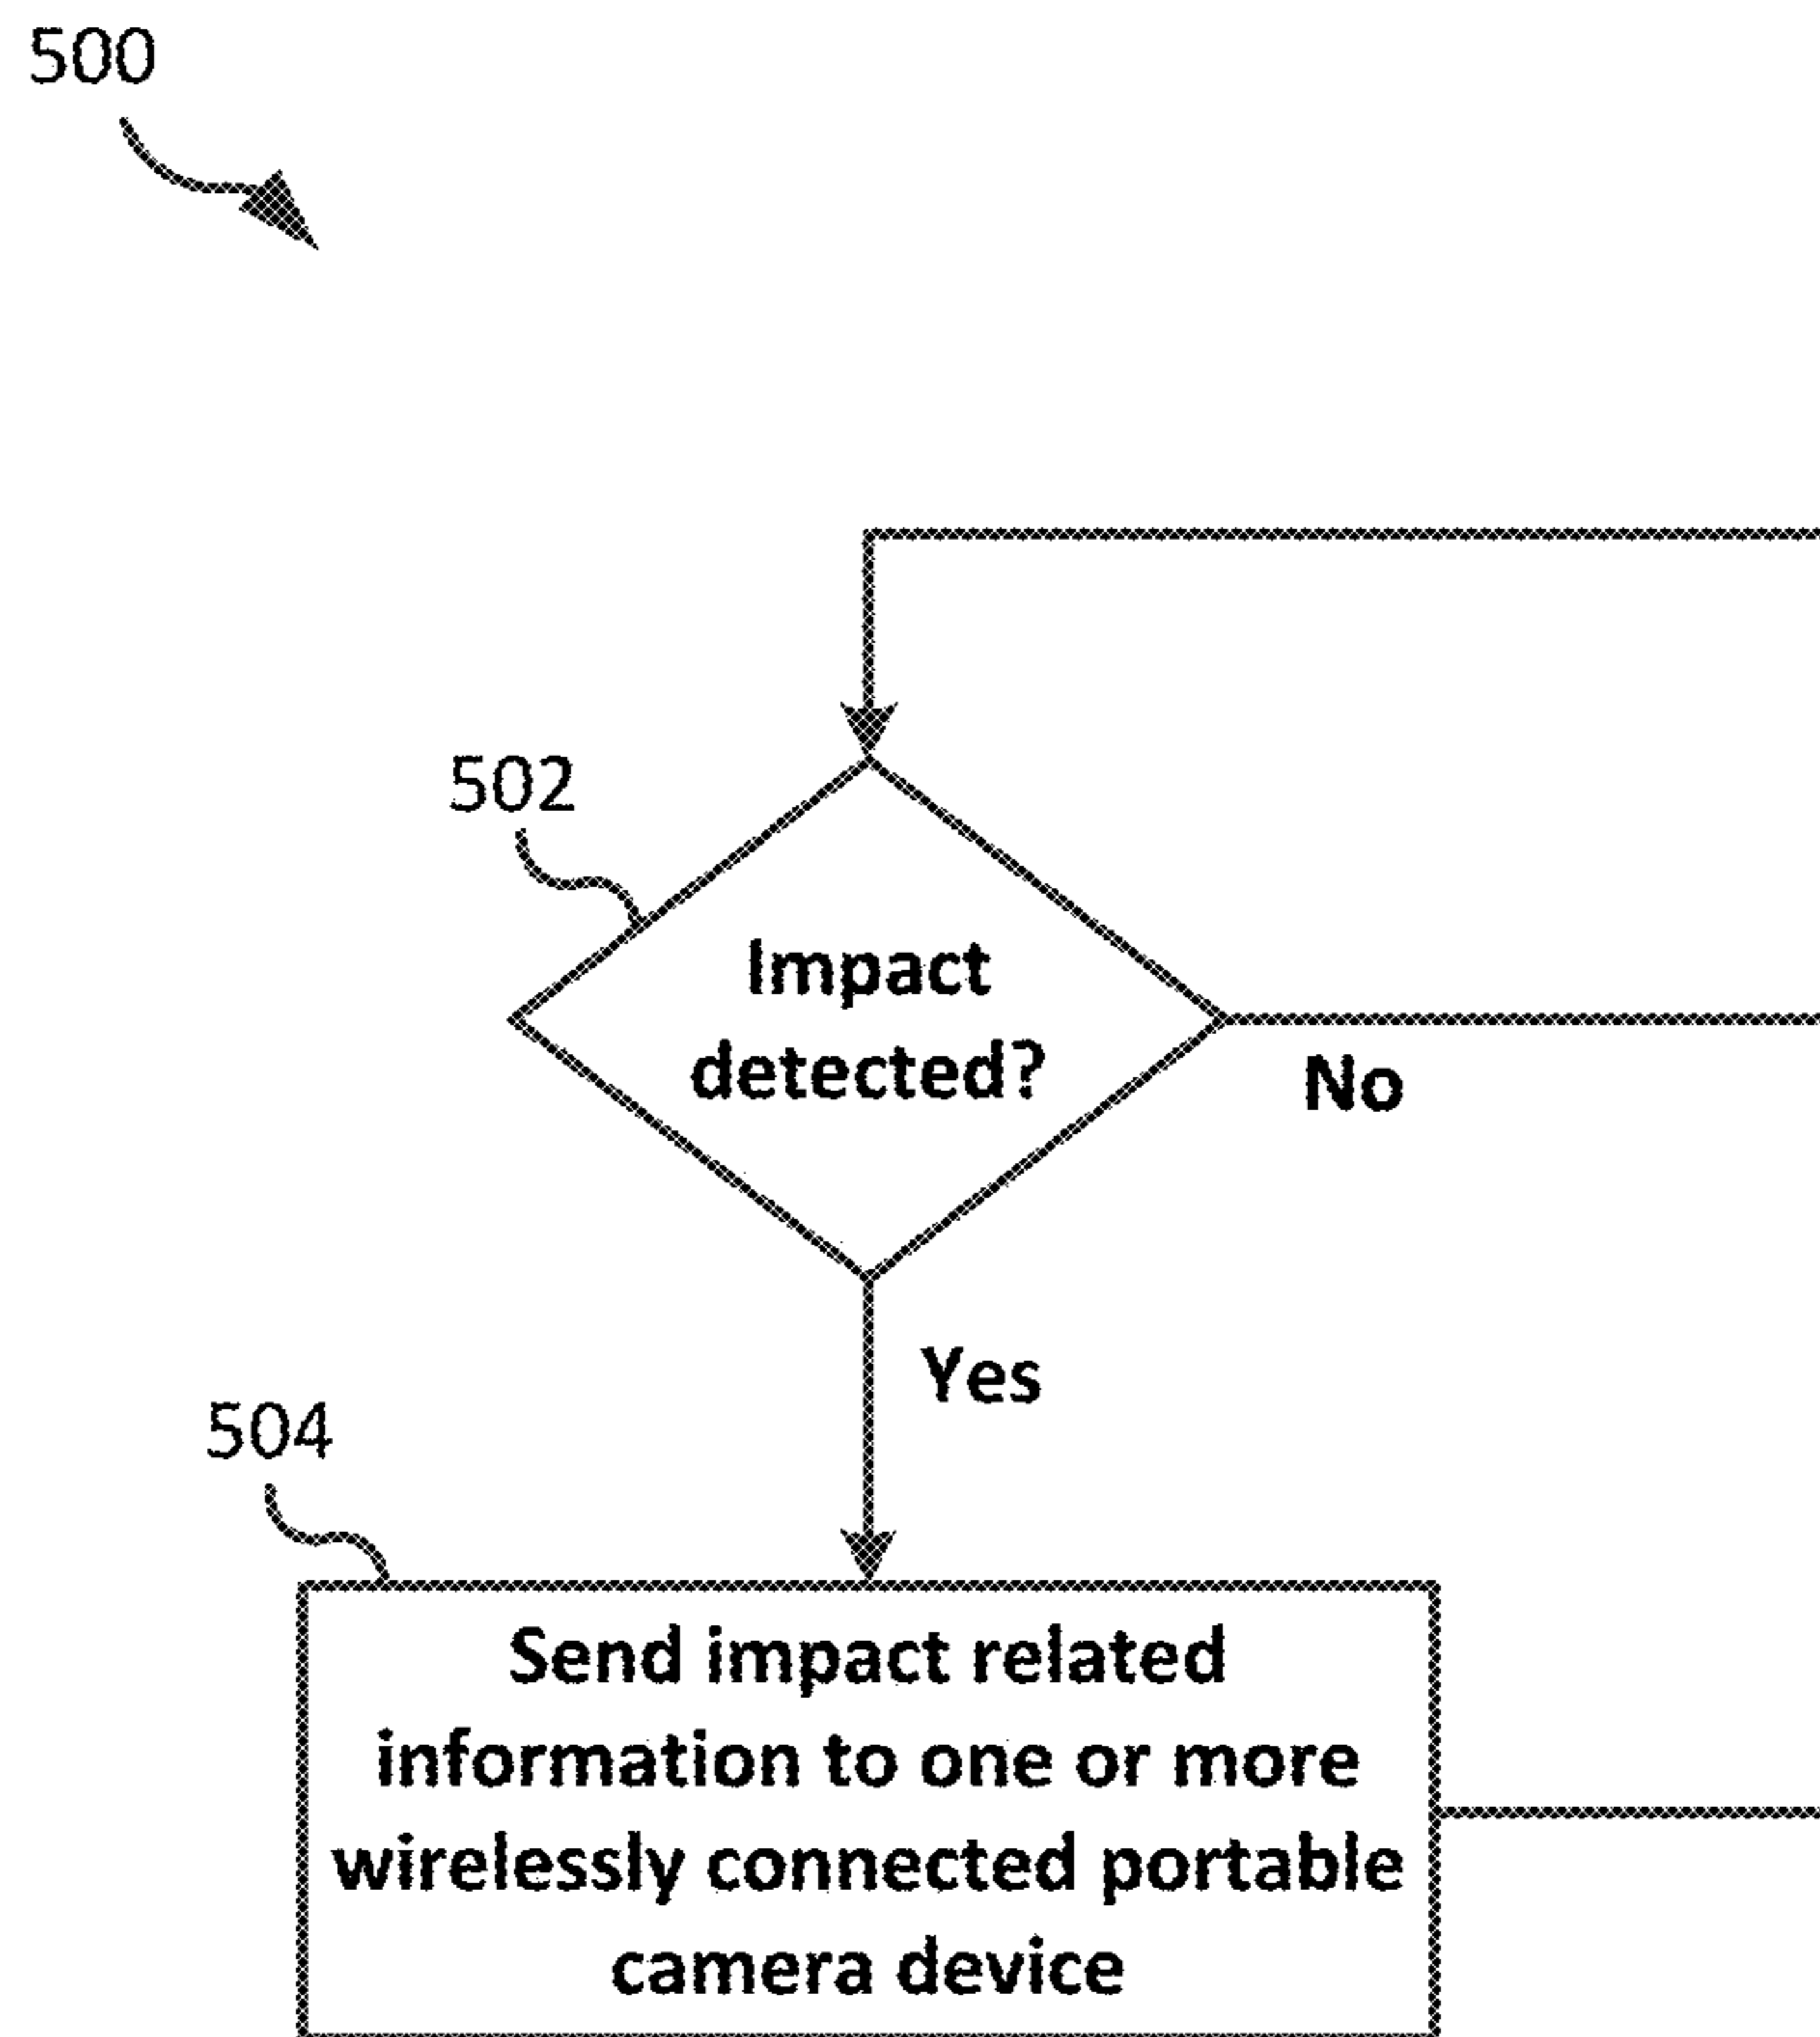 500
502
Impact
detected?
No
Yes
504
Send impact related
information to one or more
wirelessly connected portable
camera device